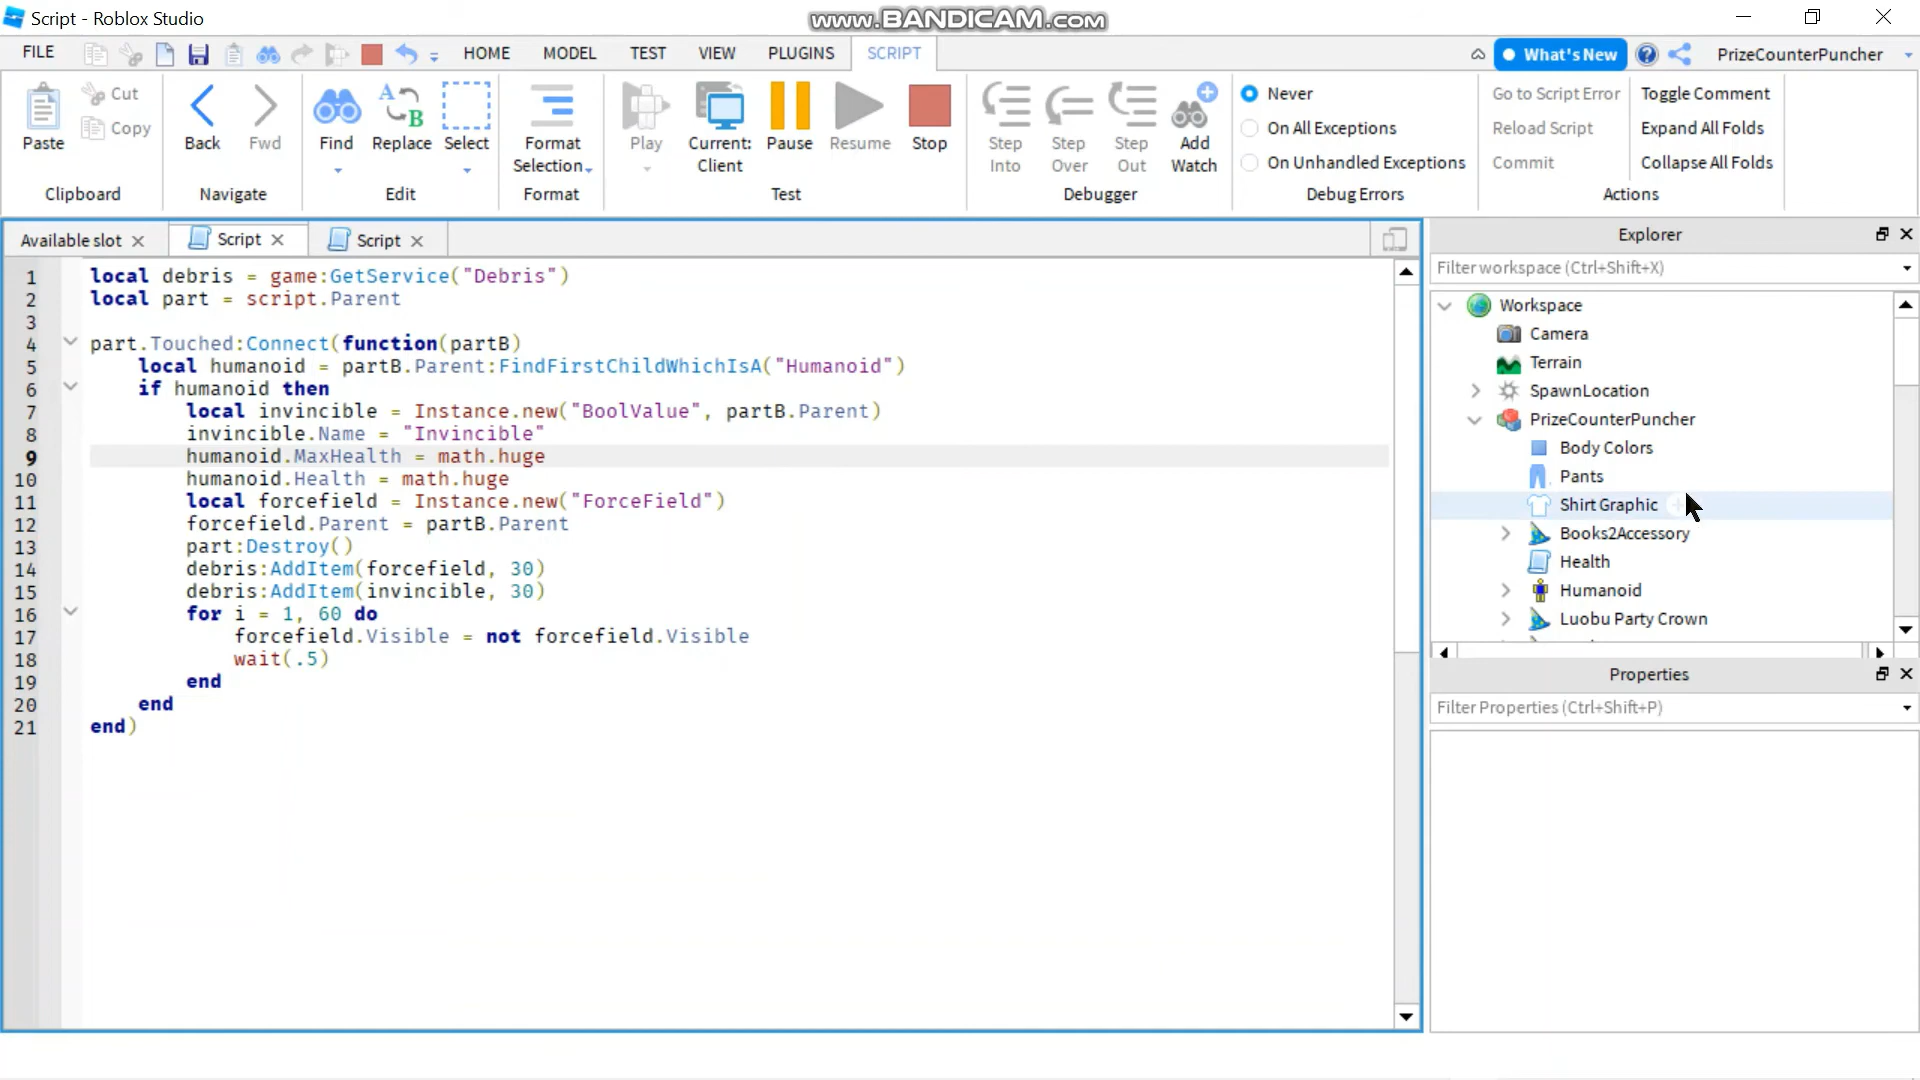 Script - Roblox Studio
www.BANDICAM.com
FILE
HOME
MODEL
TEST
VIEW
PLUGINS
SCRIPT
What's New
PrizeCounterPuncher
Paste
Cut
Copy
Clipboard
Back
Fwd
Navigate
Find
Replace
Select
Edit
Format
Selection
Format
Play
Current:
Client
Pause
Resume
Stop
Test
Step
Into
Step
Over
Step
Out
Add
Watch
Debugger
Never
On All Exceptions
On Unhandled Exceptions
Debug Errors
Go to Script Error
Reload Script
Commit
Toggle Comment
Expand All Folds
Collapse All Folds
Actions
Available slot
Script
Script
1 local debris = game:GetService("Debris")
2 local part = script.Parent
3
4 part.Touched:Connect(function(partB)
5 local humanoid = partB.Parent:FindFirstChildWhichIsA("Humanoid")
6 if humanoid then
7 local invincible = Instance.new("BoolValue", partB.Parent)
8 invincible.Name = "Invincible"
9 humanoid.MaxHealth = math.huge
10 humanoid.Health = math.huge
11 local forcefield = Instance.new("ForceField")
12 forcefield.Parent = partB.Parent
13 part:Destroy()
14 debris:AddItem(forcefield, 30)
15 debris:AddItem(invincible, 30)
16 for i = 1, 60 do
17 forcefield.Visible = not forcefield.Visible
18 wait(.5)
19 end
20 end
21 end)
Explorer
Filter workspace (Ctrl+Shift+X)
Workspace
Camera
Terrain
SpawnLocation
PrizeCounterPuncher
Body Colors
Pants
Shirt Graphic
Books2Accessory
Health
Humanoid
Luobu Party Crown
Properties
Filter Properties (Ctrl+Shift+P)